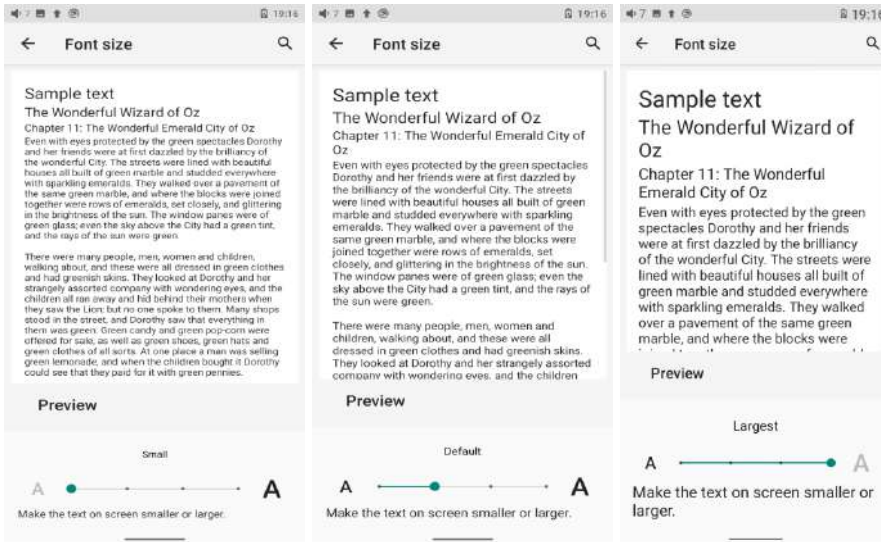 7 19:16
Font size
Sample text
The Wonderful Wizard of Oz
Chapter 11: The Wonderful Emerald City of Oz
Even with eyes protected by the green spectacles Dorothy
and her friends were at first dazzled by the brilliancy of
the wonderful City. The streets were lined with beautiful
houses all built of green marble and studded everywhere
with sparkling emeralds. They walked over a pavement of
the same green marble, and where the blocks were joined
together were rows of emeralds, set closely, and glittering
in the brightness of the sun. The window panes were of
green glass; even the sky above the City had a green tint,
and the rays of the sun were green.
There were many people, men, women and children,
walking about, and these were all dressed in green clothes
and had greenish skins. They looked at Dorothy and her
strangely assorted company with wondering eyes, and the
children all ran away and hid behind their mothers when
they saw the Lion; but no one spoke to them. Many shops
stood in the street, and Dorothy saw that everything in
them was green. Green candy and green pop-corn were
offered for sale, as well as green shoes, green hats and
green clothes of all sorts. At one place a man was selling
green lemonade, and when the children bought it Dorothy
could see that they paid for it with green pennies.
Preview
Small
A A
Make the text on screen smaller or larger.
7 19:16
Font size
Sample text
The Wonderful Wizard of Oz
Chapter 11: The Wonderful Emerald City of
Oz
Even with eyes protected by the green spectacles
Dorothy and her friends were at first dazzled by
the brilliancy of the wonderful City. The streets
were lined with beautiful houses all built of green
marble and studded everywhere with sparkling
emeralds. They walked over a pavement of the
same green marble, and where the blocks were
joined together were rows of emeralds, set
closely, and glittering in the brightness of the sun.
The window panes were of green glass; even the
sky above the City had a green tint, and the rays of
the sun were green.
There were many people, men, women and
children, walking about, and these were all
dressed in green clothes and had greenish skins.
They looked at Dorothy and her strangely assorted
company with wondering eyes, and the children
Preview
Default
A A
Make the text on screen smaller or larger.
7 19:16
Font size
Sample text
The Wonderful Wizard of
Oz
Chapter 11: The Wonderful
Emerald City of Oz
Even with eyes protected by the green
spectacles Dorothy and her friends
were at first dazzled by the brilliancy
of the wonderful City. The streets were
lined with beautiful houses all built of
green marble and studded everywhere
with sparkling emeralds. They walked
over a pavement of the same green
marble, and where the blocks were
Preview
Largest
A A
Make the text on screen smaller or
larger.